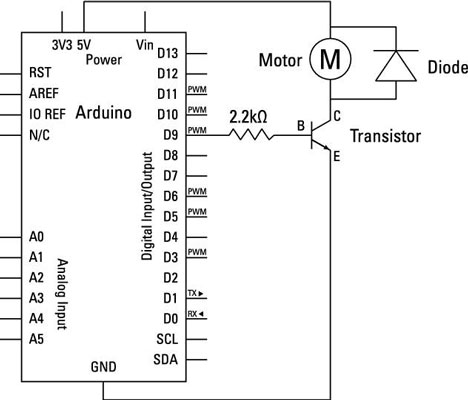 3V3 5V Vin
Power
D13
RST D12
AREF D11 PWM
IO REF Arduino D10 PWM
N/C D9 PWM
D8
D7
D6 PWM
D5 PWM
A0 D4
A1 D3 PWM
A2 D2
A3 D1 TX►
A4 D0 RX◄
A5 SCL
SDA
GND
Analog Input
Digital Input/Output
2.2kΩ
Motor M Diode
B C E
Transistor